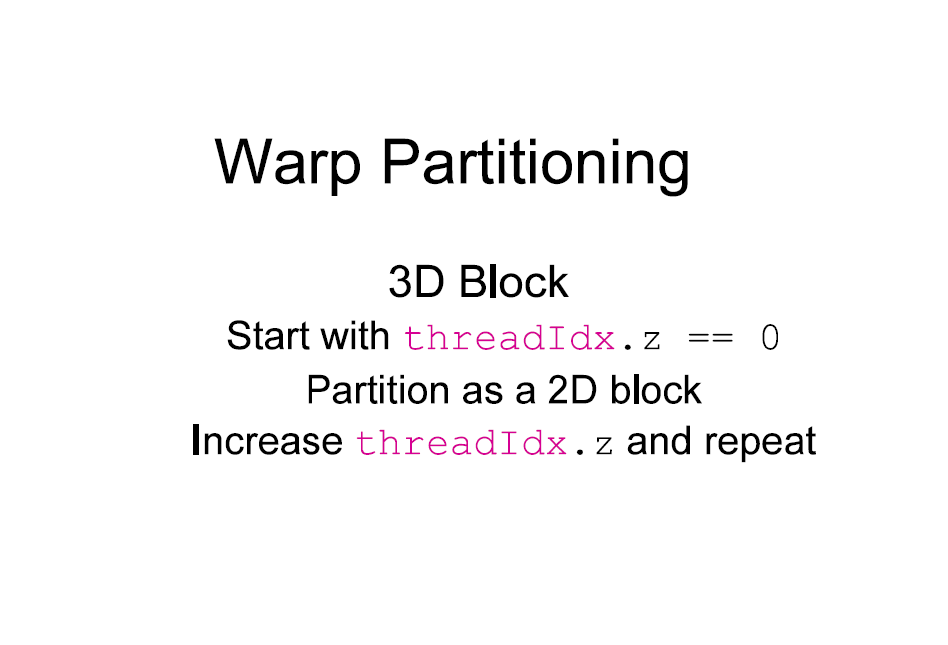 Warp Partitioning
3D Block
Start with threadIdx.z == 0
Partition as a 2D block
Increase threadIdx.z and repeat